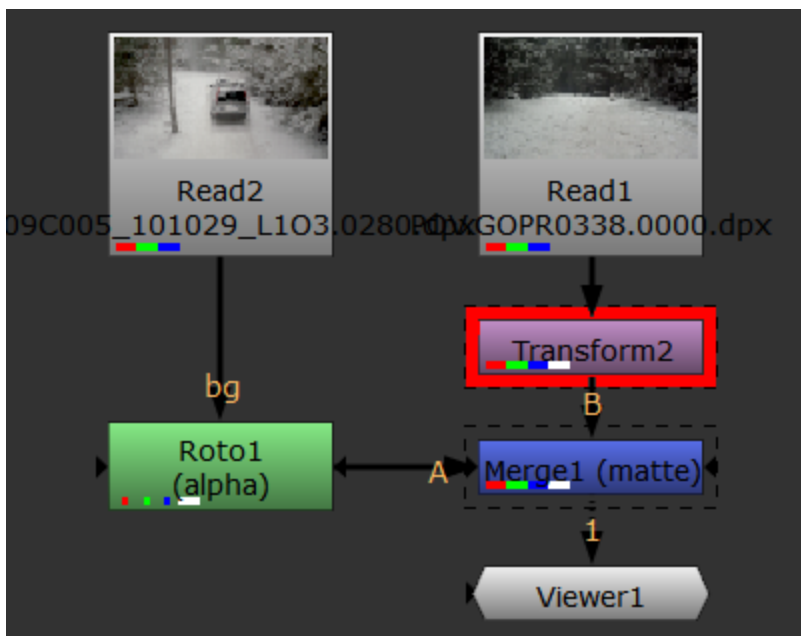 Read2
09C005_101029_L1O3.0280.
Read1
GOPR0338.0000.dpx
Transform2
bg
B
Roto1
(alpha)
A
Merge1 (matte)
1
Viewer1